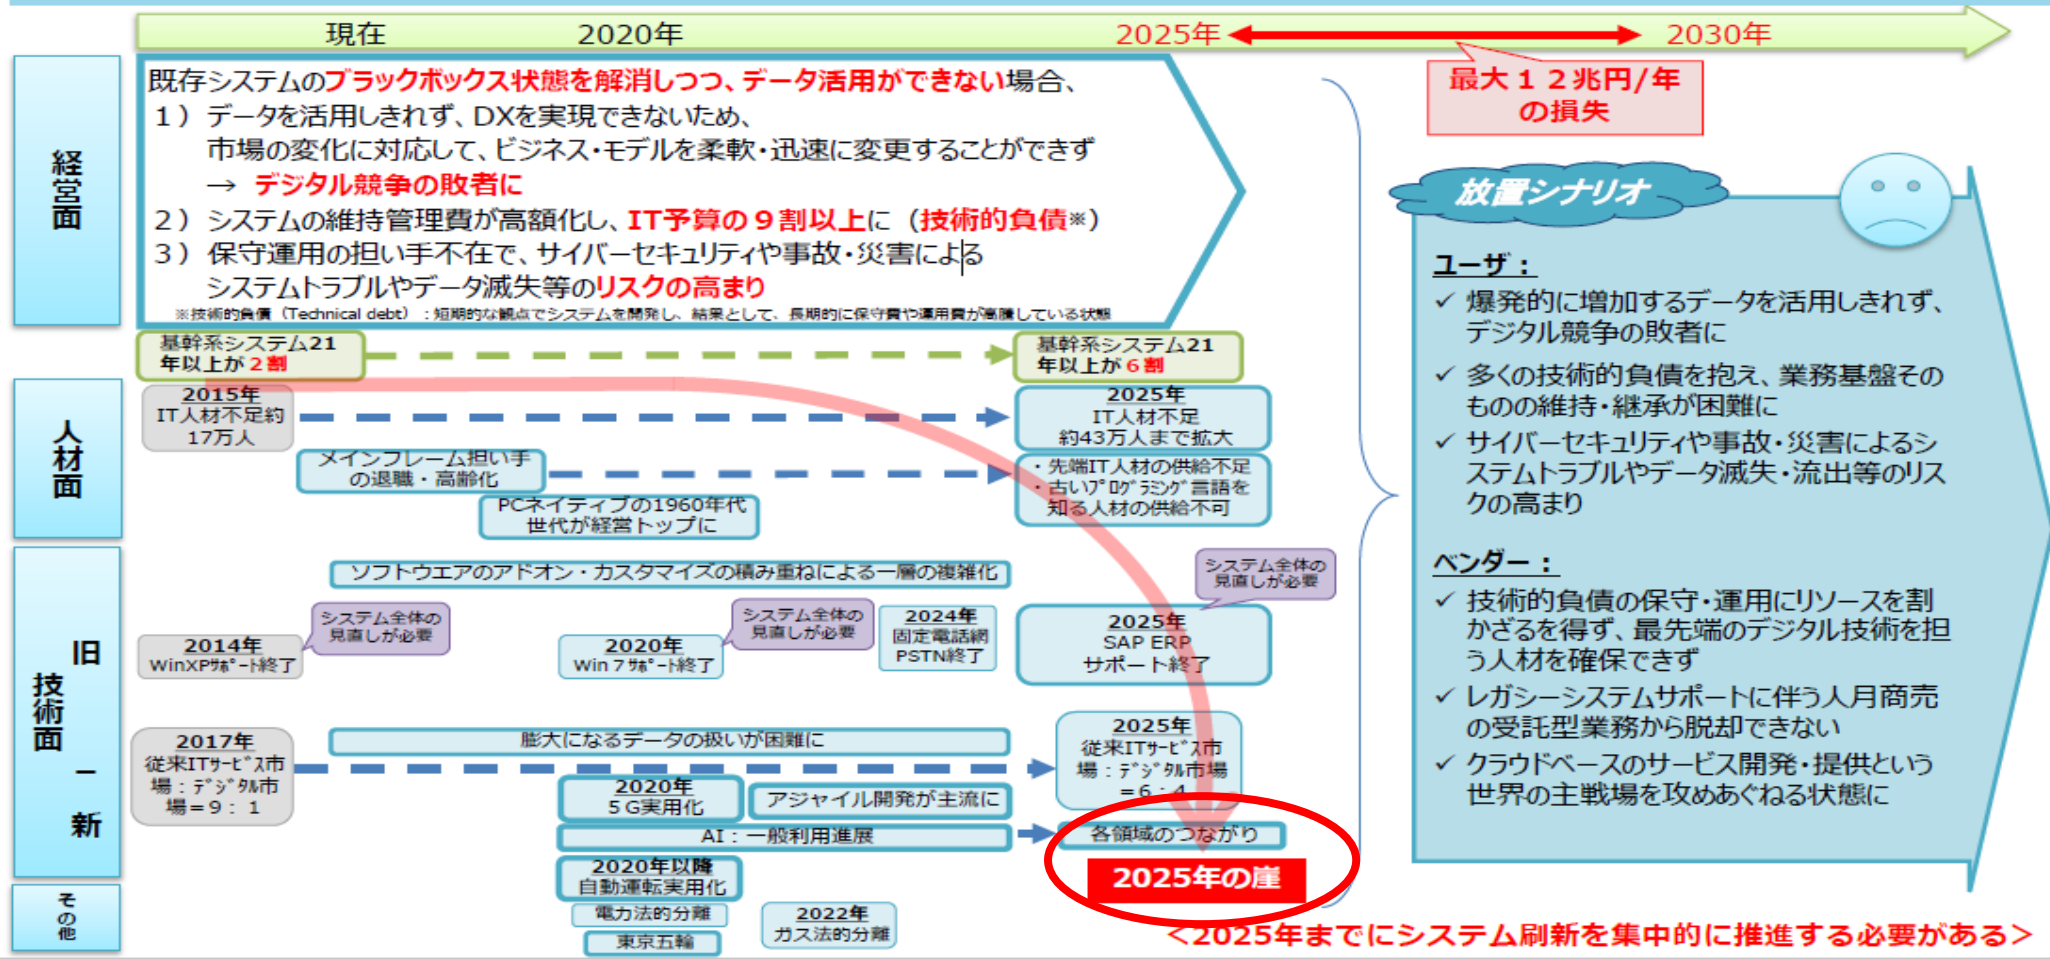 現在
2020年
2025年
2030年
最大１２兆円/年
の損失
経営面
既存システムのブラックボックス状態を解消しつつ、データ活用ができない場合、
１）データを活用しきれず、DXを実現できないため、
市場の変化に対応して、ビジネス・モデルを柔軟・迅速に変更することができず
→ デジタル競争の敗者に
２）システムの維持管理費が高額化し、IT予算の９割以上に（技術的負債※）
３）保守運用の担い手不在で、サイバーセキュリティや事故・災害による
システムトラブルやデータ滅失等のリスクの高まり
※技術的負債（Technical debt）：短期的な観点でシステムを開発し、結果として、長期的に保守費や運用費が高騰している状態
基幹系システム21
年以上が２割
基幹系システム21
年以上が６割
人材面
2015年
IT人材不足約
17万人
2025年
IT人材不足
約43万人まで拡大
メインフレーム担い手
の退職・高齢化
・先端IT人材の供給不足
・古いﾌﾟﾛｸﾞﾗﾐﾝｸﾞ言語を
知る人材の供給不可
PCネイティブの1960年代
世代が経営トップに
技術面
旧
ー
新
ソフトウエアのアドオン・カスタマイズの積み重ねによる一層の複雑化
システム全体の
見直しが必要
2014年
WinXPｻﾎﾟｰﾄ終了
システム全体の
見直しが必要
2020年
Win７ｻﾎﾟｰﾄ終了
2024年
固定電話網
PSTN終了
システム全体の
見直しが必要
2025年
SAP ERP
サポート終了
2017年
従来ITｻｰﾋﾞｽ市
場：ﾃﾞｼﾞﾀﾙ市
場＝9：1
膨大になるデータの扱いが困難に
2025年
従来ITｻｰﾋﾞｽ市
場：ﾃﾞｼﾞﾀﾙ市場
＝6：4
2020年
５G実用化
アジャイル開発が主流に
AI：一般利用進展
各領域のつながり
2020年以降
自動運転実用化
2025年の崖
その他
電力法的分離
2022年
ガス法的分離
東京五輪
放置シナリオ
ユーザ：
✓ 爆発的に増加するデータを活用しきれず、
デジタル競争の敗者に
✓ 多くの技術的負債を抱え、業務基盤その
ものの維持・継承が困難に
✓ サイバーセキュリティや事故・災害によるシ
ステムトラブルやデータ滅失・流出等のリス
クの高まり
ベンダー：
✓ 技術的負債の保守・運用にリソースを割
かざるを得ず、最先端のデジタル技術を担
う人材を確保できず
✓ レガシーシステムサポートに伴う人月商売
の受託型業務から脱却できない
✓ クラウドベースのサービス開発・提供という
世界の主戦場を攻めあぐねる状態に
＜2025年までにシステム刷新を集中的に推進する必要がある＞